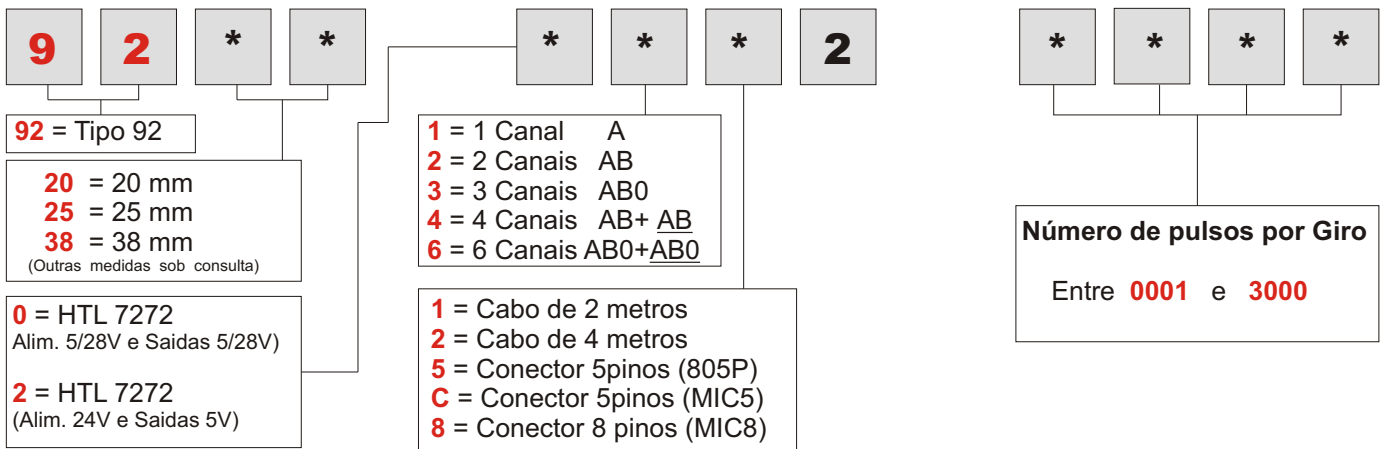 9 2 * * * * * 2 * * * *
92 = Tipo 92
20 = 20 mm
25 = 25 mm
38 = 38 mm
(Outras medidas sob consulta)
0 = HTL 7272
Alim. 5/28V e Saidas 5/28V)
2 = HTL 7272
(Alim. 24V e Saidas 5V)
1 = 1 Canal A
2 = 2 Canais AB
3 = 3 Canais AB0
4 = 4 Canais AB+ AB
6 = 6 Canais AB0+AB0
1 = Cabo de 2 metros
2 = Cabo de 4 metros
5 = Conector 5pinos (805P)
C = Conector 5pinos (MIC5)
8 = Conector 8 pinos (MIC8)
Número de pulsos por Giro
Entre 0001 e 3000